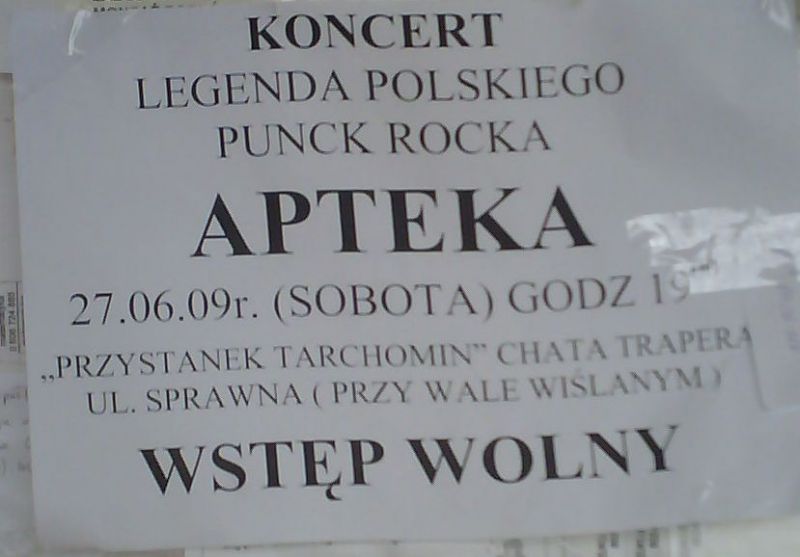 KONCERT
LEGENDA POLSKIEGO
PUNCK ROCKA
APTEKA
27.06.09r. (SOBOTA) GODZ 19
„PRZYSTANEK TARCHOMIN” CHATA TRAPERA
UL. SPRAWNA ( PRZY WALE WIŚLANYM )
WSTĘP WOLNY